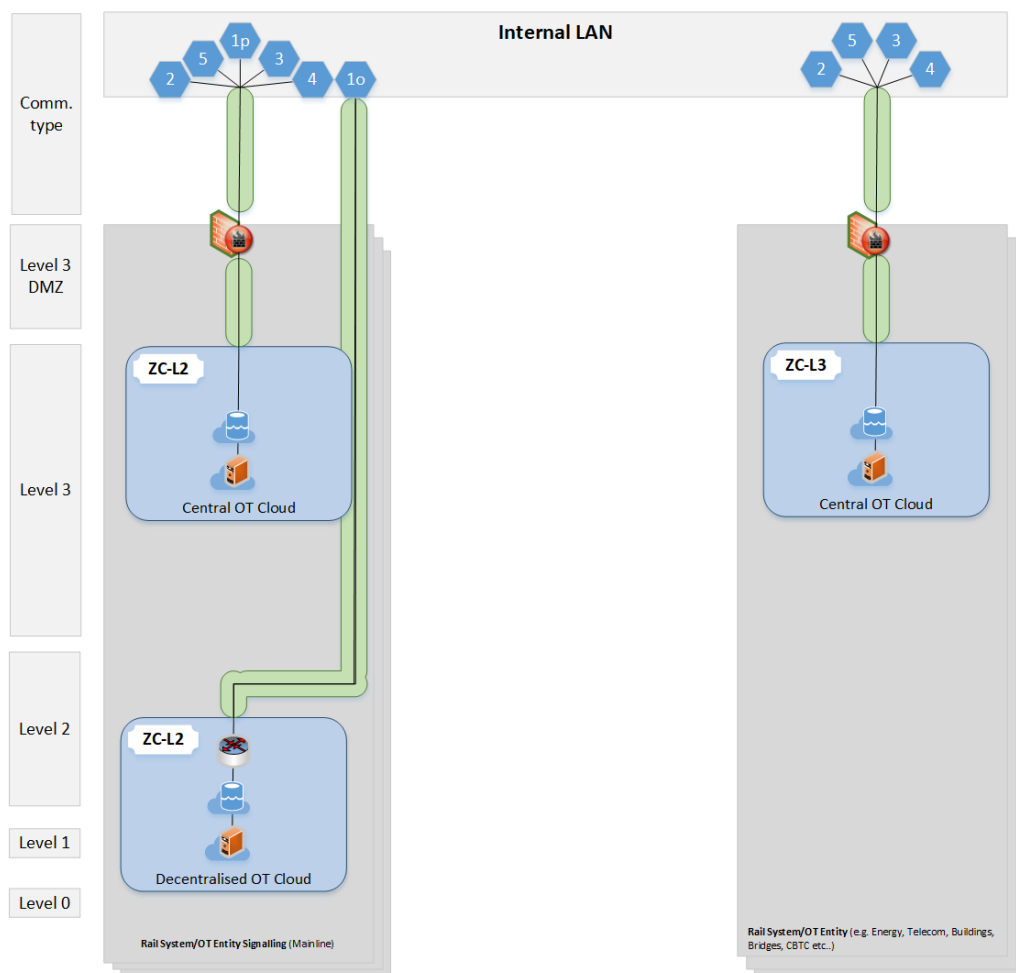 Internal LAN
1p
5
3
2
4
1o
5
3
2
4
Comm.
type
Level 3
DMZ
ZC-L2
ZC-L3
Level 3
Central OT Cloud
Central OT Cloud
Level 2
ZC-L2
Level 1
Decentralised OT Cloud
Level 0
Rail System/OT Entity Signalling (Mainline)
Rail System/OT Entity (e.g. Energy, Telecom, Buildings,
Bridges, CBTC etc..)